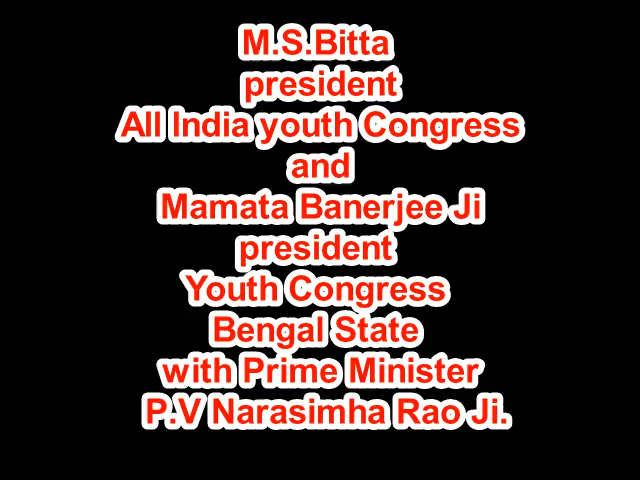 M.S.Bitta
president
All India youth Congress
and
Mamata Banerjee Ji
president
Youth Congress
Bengal State
with Prime Minister
P.V Narasimha Rao Ji.